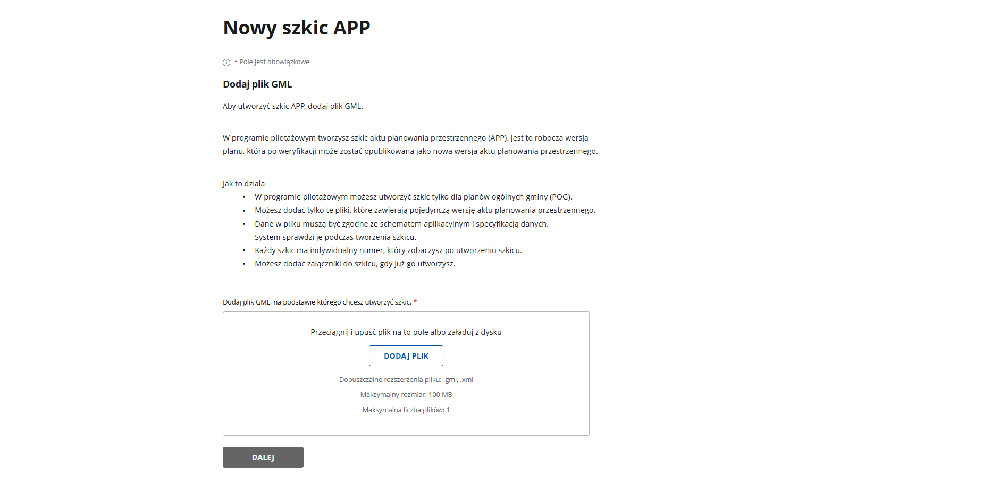 Nowy szkic APP
* Pole jest obowiązkowe
Dodaj plik GML
Aby utworzyć szkic APP, dodaj plik GML.
W programie pilotażowym tworzysz szkic aktu planowania przestrzennego (APP). Jest to robocza wersja
planu, która po weryfikacji może zostać opublikowana jako nowa wersja aktu planowania przestrzennego.
Jak to działa
• W programie pilotażowym możesz utworzyć szkic tylko dla planów ogólnych gminy (POG).
• Możesz dodać tylko te pliki, które zawierają pojedynczą wersję aktu planowania przestrzennego.
• Dane w pliku muszą być zgodne ze schematem aplikacyjnym i specyfikacją danych.
System sprawdzi je podczas tworzenia szkicu.
• Każdy szkic ma indywidualny numer, który zobaczysz po utworzeniu szkicu.
• Możesz dodać załączniki do szkicu, gdy już go utworzysz.
Dodaj plik GML, na podstawie którego chcesz utworzyć szkic. *
Przeciągnij i upuść plik na to pole albo załaduj z dysku
DODAJ PLIK
Dopuszczalne rozszerzenia pliku: .gml, .xml
Maksymalny rozmiar: 100 MB
Maksymalna liczba plików: 1
DALEJ